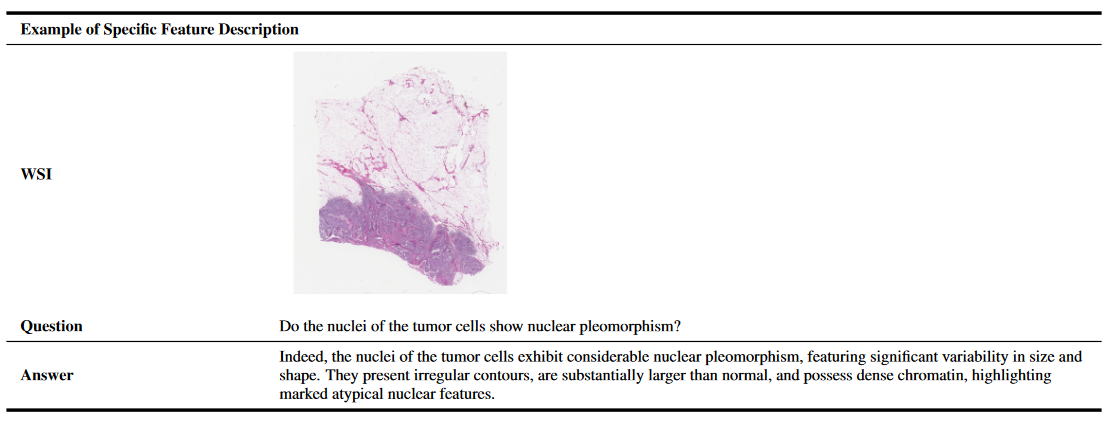 Example of Specific Feature Description
WSI
Question
Do the nuclei of the tumor cells show nuclear pleomorphism?
Answer
Indeed, the nuclei of the tumor cells exhibit considerable nuclear pleomorphism, featuring significant variability in size and
shape. They present irregular contours, are substantially larger than normal, and possess dense chromatin, highlighting
marked atypical nuclear features.